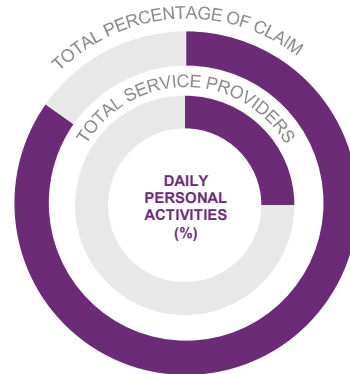 TOTAL PERCENTAGE OF CLAIM
TOTAL SERVICE PROVIDERS
DAILY
PERSONAL
ACTIVITIES
(%)